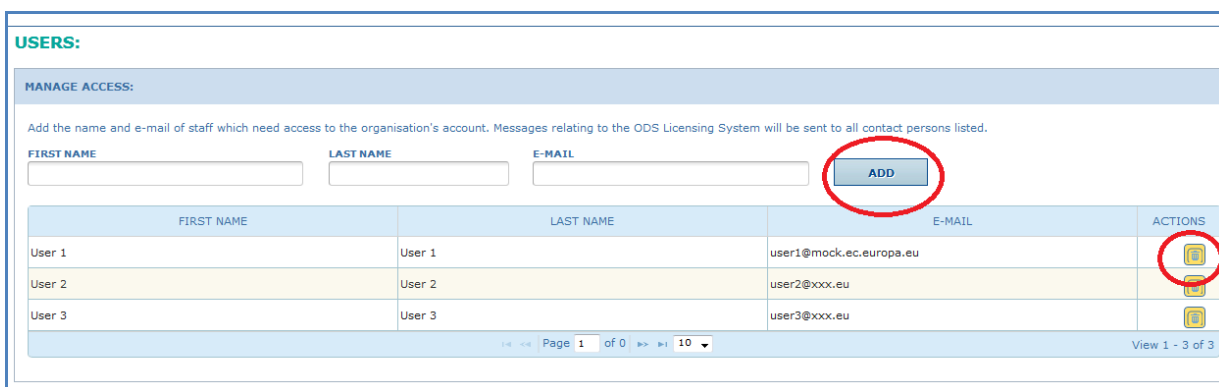 USERS:
MANAGE ACCESS:
Add the name and e-mail of staff which need access to the organisation's account. Messages relating to the ODS Licensing System will be sent to all contact persons listed.
FIRST NAME LAST NAME E-MAIL
ADD
FIRST NAME LAST NAME E-MAIL ACTIONS
User 1 User 1 user1@mock.ec.europa.eu
User 2 User 2 user2@xxx.eu
User 3 User 3 user3@xxx.eu
Page 1 of 0 10 View 1 - 3 of 3